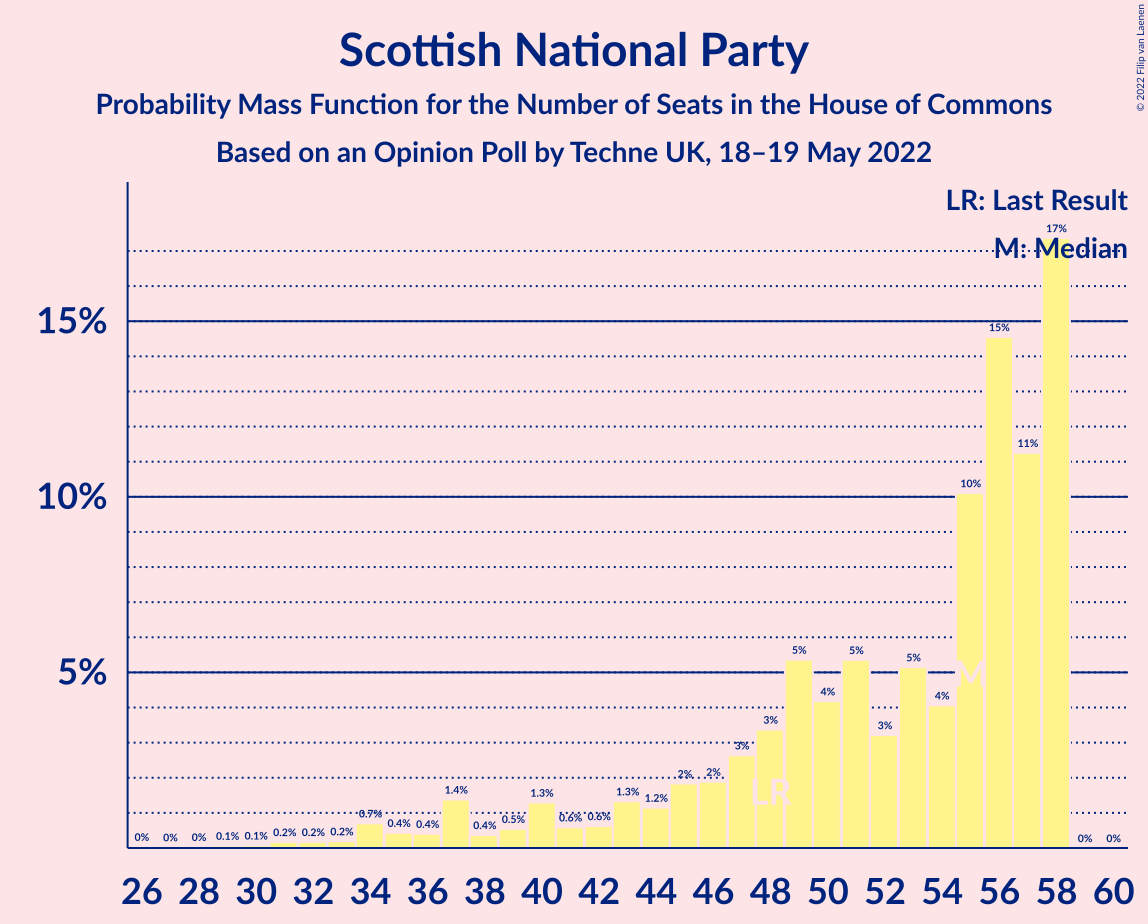 Scottish National Party
Probability Mass Function for the Number of Seats in the House of Commons
Based on an Opinion Poll by Techne UK, 18–19 May 2022
© 2022 Filip van Laenen
LR: Last Result
M: Median
15%
10%
5%
0% 0% 0% 0.1% 0.1% 0.2% 0.2% 0.2% 0.7% 0.4% 0.4% 1.4% 0.4% 0.5% 1.3% 0.6% 0.6% 1.3% 1.2% 2% 2% 3% 3% 5% 4% 5% 3% 5% 4% 10% 15% 11% 17% 0% 0%
LR
M
26 28 30 32 34 36 38 40 42 44 46 48 50 52 54 56 58 60